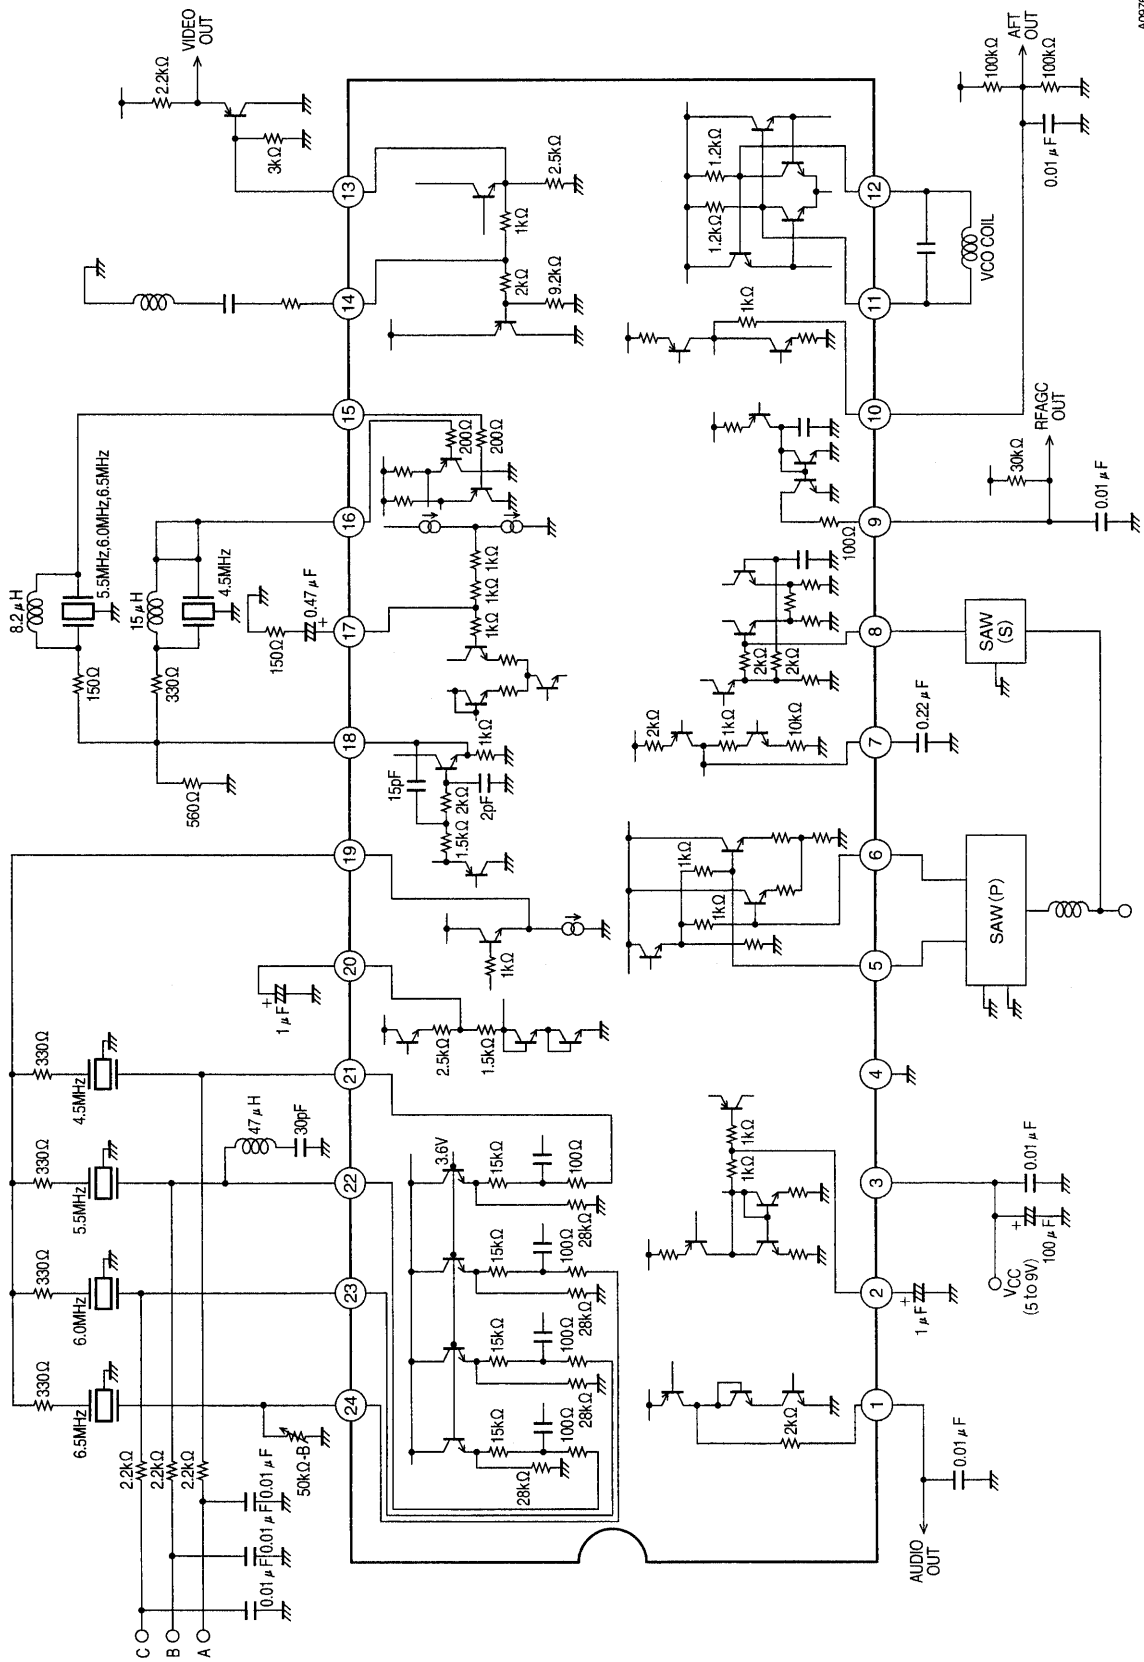 A0976
VIDEO
OUT
2.2kΩ
3kΩ
13
14
2.5kΩ
1kΩ
2kΩ
9.2kΩ
8.2μH
5.5MHz,6.0MHz,6.5MHz
150Ω
15μH
4.5MHz
330Ω
560Ω
150Ω
0.47μF
+
15
16
17
18
200Ω
200Ω
1kΩ
1kΩ
1kΩ
1kΩ
15pF
2kΩ
2pF
1.5kΩ
19
1kΩ
20
+
1μF
2.5kΩ
1.5kΩ
330Ω
4.5MHz
21
330Ω
5.5MHz
47μH
30pF
22
330Ω
6.0MHz
23
330Ω
6.5MHz
24
50kΩ-B
2.2kΩ
2.2kΩ
2.2kΩ
0.01μF
0.01μF
0.01μF
C
B
A
3.6V
15kΩ
100Ω
28kΩ
15kΩ
100Ω
28kΩ
15kΩ
100Ω
28kΩ
15kΩ
100Ω
28kΩ
AFT
OUT
100kΩ
100kΩ
0.01μF
12
11
VCO COIL
1.2kΩ
1.2kΩ
1kΩ
10
RFAGC
OUT
30kΩ
0.01μF
9
100Ω
8
2kΩ
2kΩ
SAW
(S)
7
2kΩ
1kΩ
10kΩ
0.22μF
6
5
1kΩ
1kΩ
SAW(P)
4
3
0.01μF
+
100μF
VCC
(5 to 9V)
2
1kΩ
1kΩ
+
1μF
1
2kΩ
0.01μF
AUDIO
OUT